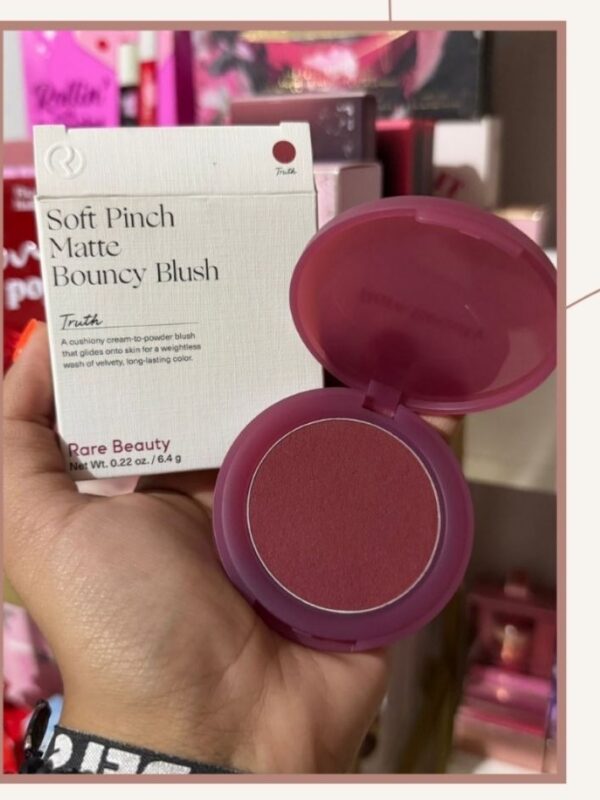 Rollin'
Truth
Soft Pinch
Matte
Bouncy Blush
Truth
A cushiony cream-to-powder blush
that glides onto skin for a weightless
wash of velvety, long-lasting color.
Rare Beauty
Net Wt. 0.22 oz. / 6.4 g